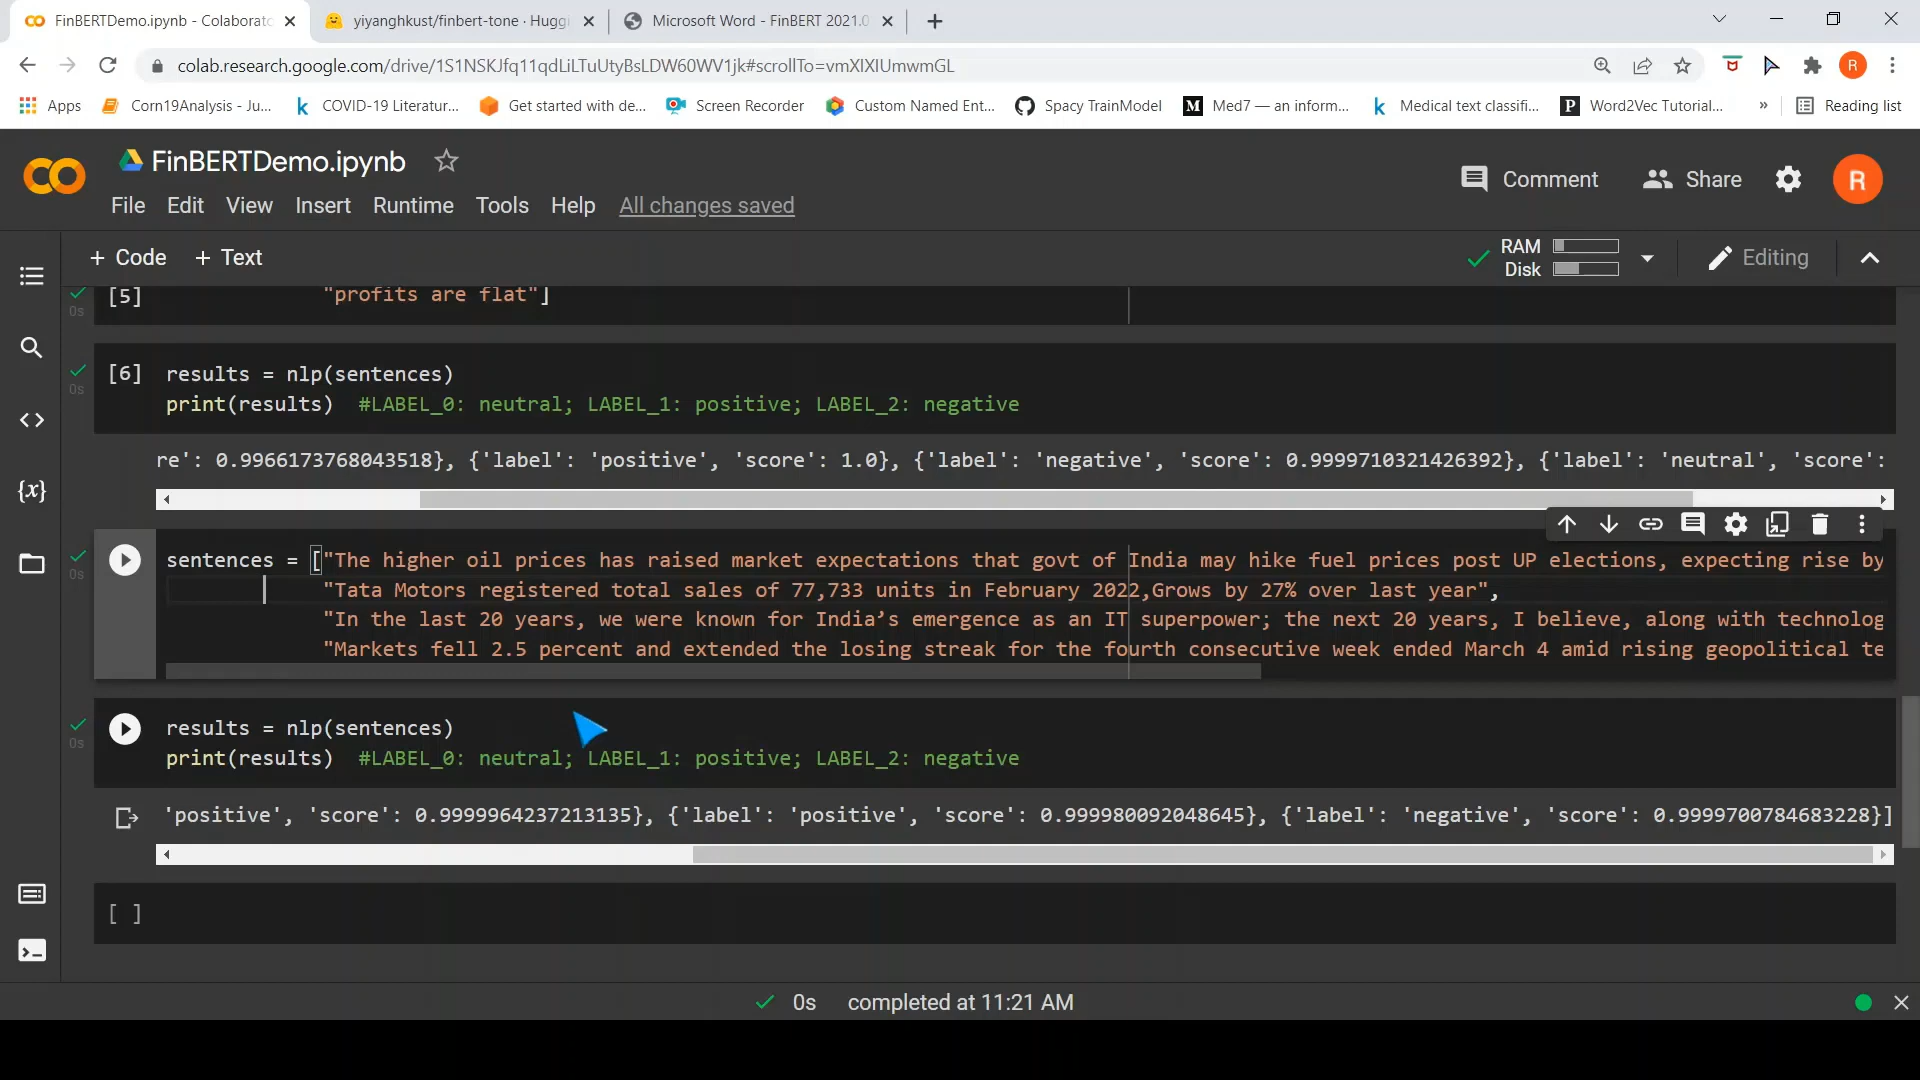 FinBERTDemo.ipynb - Colaborato
yiyanghkust/finbert-tone · Huggi
Microsoft Word - FinBERT 2021.0
colab.research.google.com/drive/1S1NSKJfq11qdLiLTuUtyBsLDW60WV1jk#scrollTo=vmXIXIUmwmGL
R
Apps Corn19Analysis - Ju... COVID-19 Literatur... Get started with de... Screen Recorder Custom Named Ent... Spacy TrainModel Med7 — an inform... Medical text classifi... Word2Vec Tutorial... » Reading list
FinBERTDemo.ipynb
Comment Share R
File Edit View Insert Runtime Tools Help All changes saved
+ Code + Text
RAM
Disk
Editing
[5] "profits are flat"]
0s
[6] results = nlp(sentences)
0s
print(results) #LABEL_0: neutral; LABEL_1: positive; LABEL_2: negative
re': 0.9966173768043518}, {'label': 'positive', 'score': 1.0}, {'label': 'negative', 'score': 0.9999710321426392}, {'label': 'neutral', 'score':
sentences = ["The higher oil prices has raised market expectations that govt of India may hike fuel prices post UP elections, expecting rise by
0s
"Tata Motors registered total sales of 77,733 units in February 2022,Grows by 27% over last year",
"In the last 20 years, we were known for India’s emergence as an IT superpower; the next 20 years, I believe, along with technolog
"Markets fell 2.5 percent and extended the losing streak for the fourth consecutive week ended March 4 amid rising geopolitical te
results = nlp(sentences)
0s
print(results) #LABEL_0: neutral; LABEL_1: positive; LABEL_2: negative
'positive', 'score': 0.9999964237213135}, {'label': 'positive', 'score': 0.999980092048645}, {'label': 'negative', 'score': 0.9999700784683228}]
[ ]
0s completed at 11:21 AM